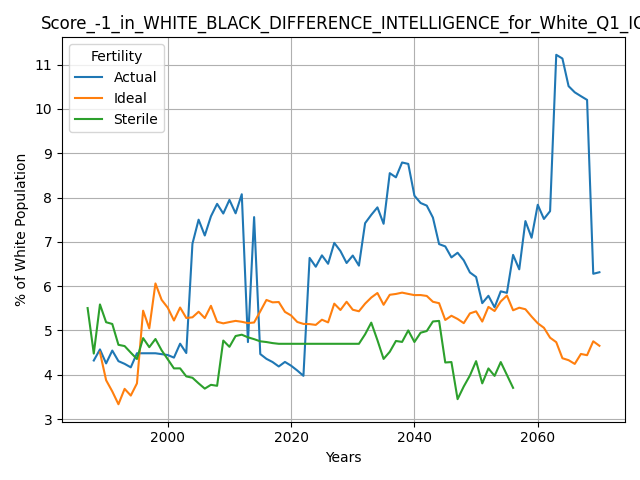 Score_-1_in_WHITE_BLACK_DIFFERENCE_INTELLIGENCE_for_White_Q1_IC
Fertility
Actual
Ideal
Sterile
% of White Population
11
10
9
8
7
6
5
4
3
2000
2020
2040
2060
Years